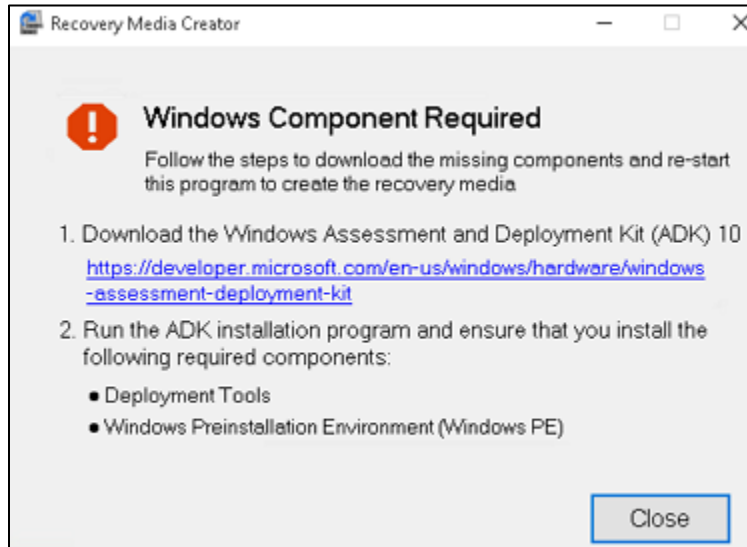 Recovery Media Creator
Windows Component Required
Follow the steps to download the missing components and re-start
this program to create the recovery media
1. Download the Windows Assessment and Deployment Kit (ADK) 10
https://developer.microsoft.com/en-us/windows/hardware/windows
-assessment-deployment-kit
2. Run the ADK installation program and ensure that you install the
following required components:
• Deployment Tools
• Windows Preinstallation Environment (Windows PE)
Close